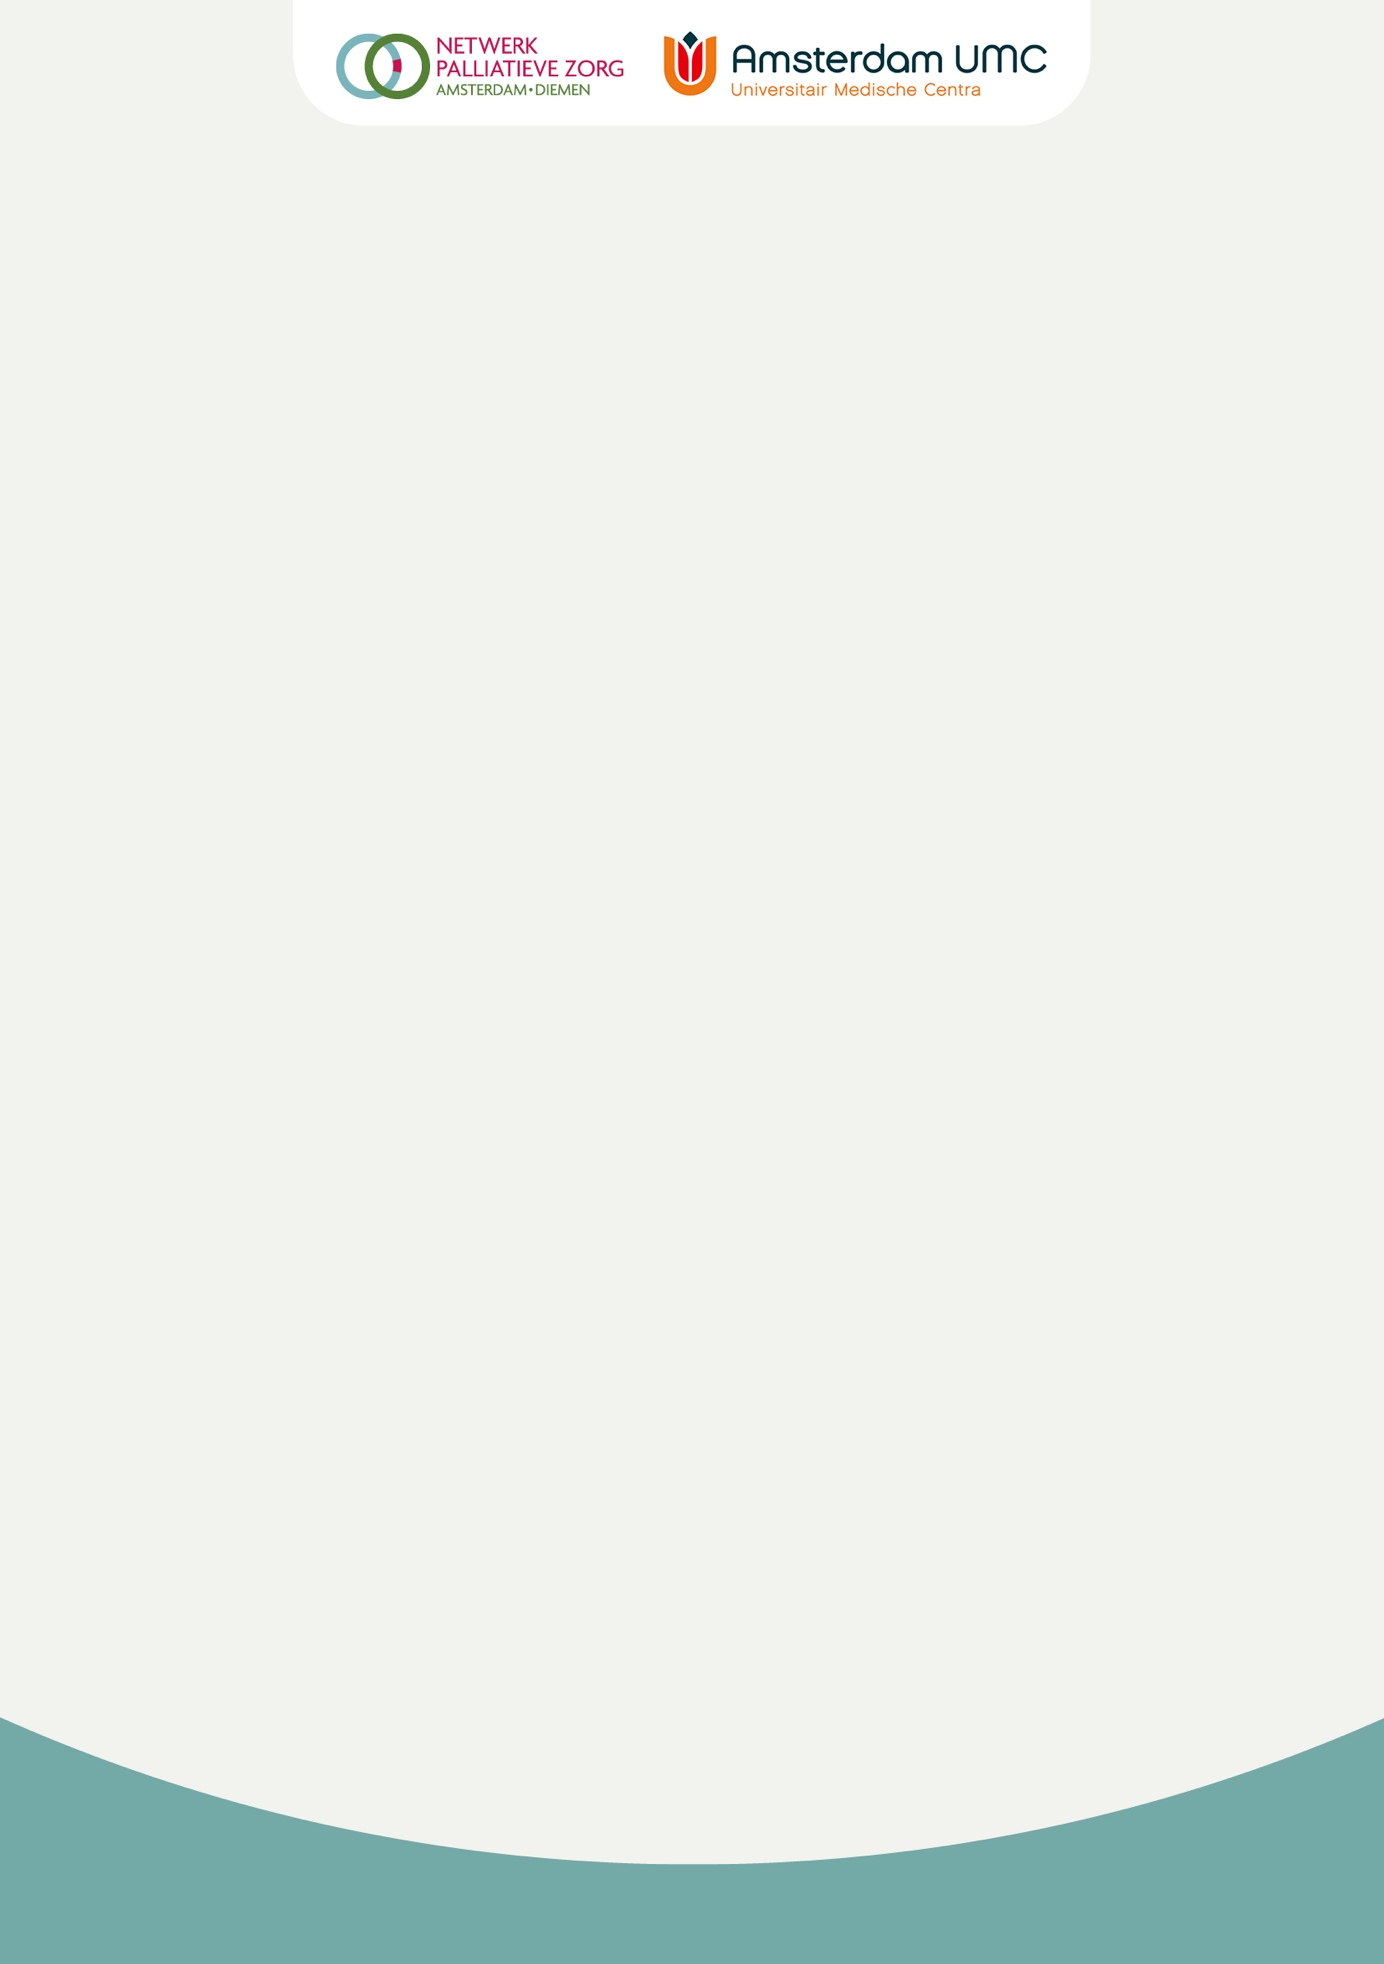 NETWERK
PALLIATIEVE ZORG
AMSTERDAM•DIEMEN
Amsterdam UMC
Universitair Medische Centra